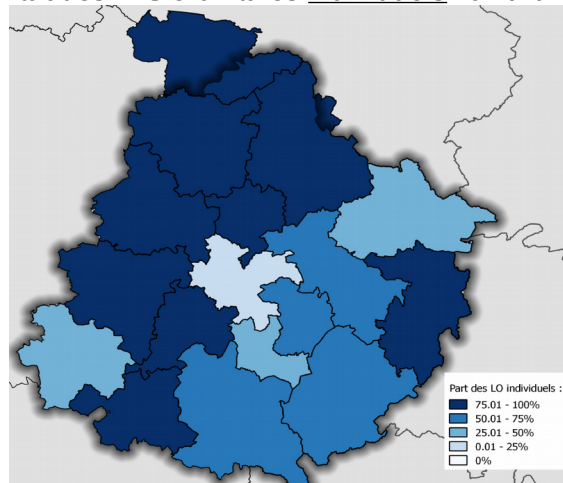 Part des LO individuels :
75.01 - 100%
50.01 - 75%
25.01 - 50%
0.01 - 25%
0%